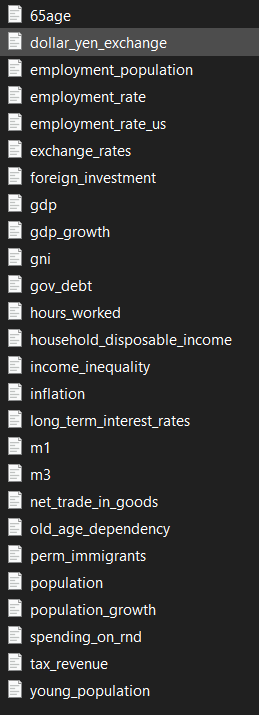 65age
dollar_yen_exchange
employment_population
employment_rate
employment_rate_us
exchange_rates
foreign_investment
gdp
gdp_growth
gni
gov_debt
hours_worked
household_disposable_income
income_inequality
inflation
long_term_interest_rates
m1
m3
net_trade_in_goods
old_age_dependency
perm_immigrants
population
population_growth
spending_on_rnd
tax_revenue
young_population